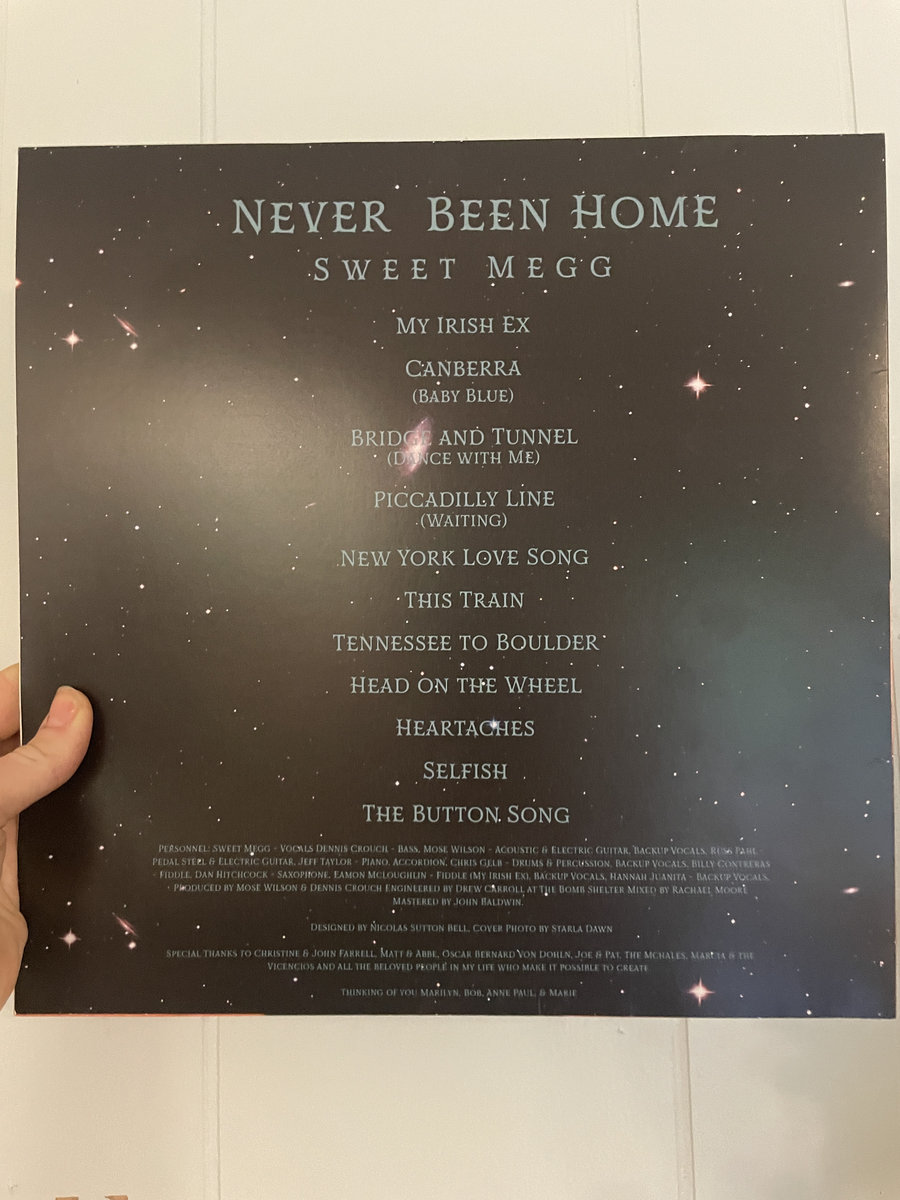 NEVER BEEN HOME
SWEET MEGG
MY IRISH EX
CANBERRA
(BABY BLUE)
BRIDGE AND TUNNEL
(DANCE WITH ME)
PICCADILLY LINE
(WAITING)
NEW YORK LOVE SONG
THIS TRAIN
TENNESSEE TO BOULDER
HEAD ON THE WHEEL
HEARTACHES
SELFISH
THE BUTTON SONG
PERSONNEL: SWEET MEGG - VOCALS DENNIS CROUCH - BASS, MOSE WILSON - ACOUSTIC & ELECTRIC GUITAR, BACKUP VOCALS, RUSS PAHL -
PEDAL STEEL & ELECTRIC GUITAR, JEFF TAYLOR - PIANO, ACCORDION, CHRIS GELB - DRUMS & PERCUSSION, BACKUP VOCALS, BILLY CONTRERAS
- FIDDLE, DAN HITCHCOCK - SAXOPHONE, EAMON MCLOUGHLIN - FIDDLE (MY IRISH EX), BACKUP VOCALS, HANNAH JUANITA - BACKUP VOCALS,
PRODUCED BY MOSE WILSON & DENNIS CROUCH ENGINEERED BY DREW CARROLL AT THE BOMB SHELTER MIXED BY RACHAEL MOORE
MASTERED BY JOHN BALDWIN.
DESIGNED BY NICOLAS SUTTON BELL, COVER PHOTO BY STARLA DAWN
SPECIAL THANKS TO CHRISTINE & JOHN FARRELL, MATT & ABBE, OSCAR BERNARD VON DOHLN, JOE & PAT, THE MCHALES, MARCIA & THE
VICENCIOS AND ALL THE BELOVED PEOPLE IN MY LIFE WHO MAKE IT POSSIBLE TO CREATE
THINKING OF YOU MARILYN, BOB, ANNE PAUL, & MARIE